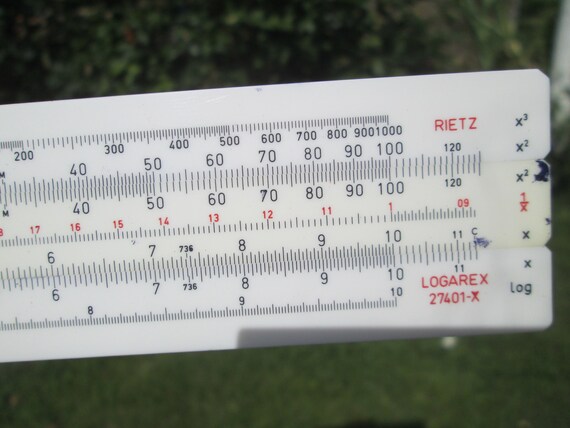 RIETZ x³
200 300 400 500 600 700 800 900 1000
40 50 60 70 80 90 100 120 x²
M
M 40 50 60 70 80 90 100 120 x²
17 16 15 14 13 12 11 1 09 1/x
6 7 736 8 9 10 11 C x
6 7 736 8 9 10 11 x
LOGAREX
27401-X
8 9 10 log